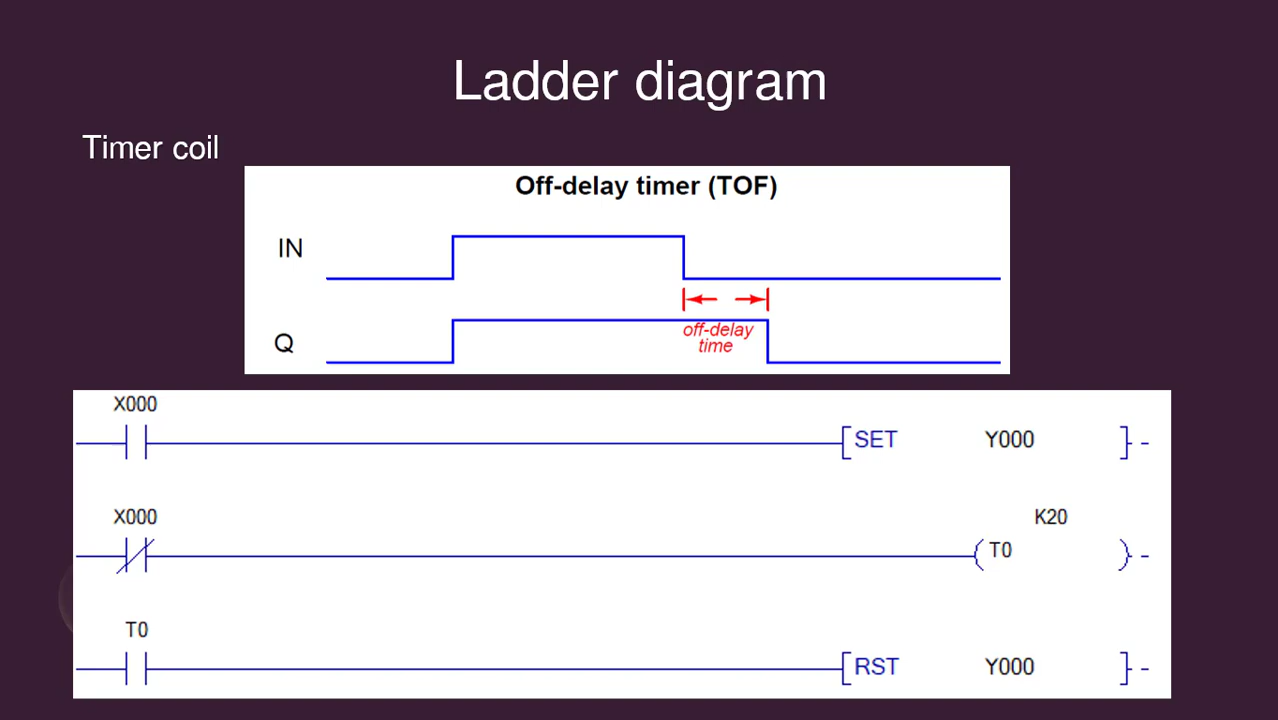 Ladder diagram
Timer coil
Off-delay timer (TOF)
IN
off-delay
time
Q
X000
SET Y000
X000
K20
T0
T0
RST Y000